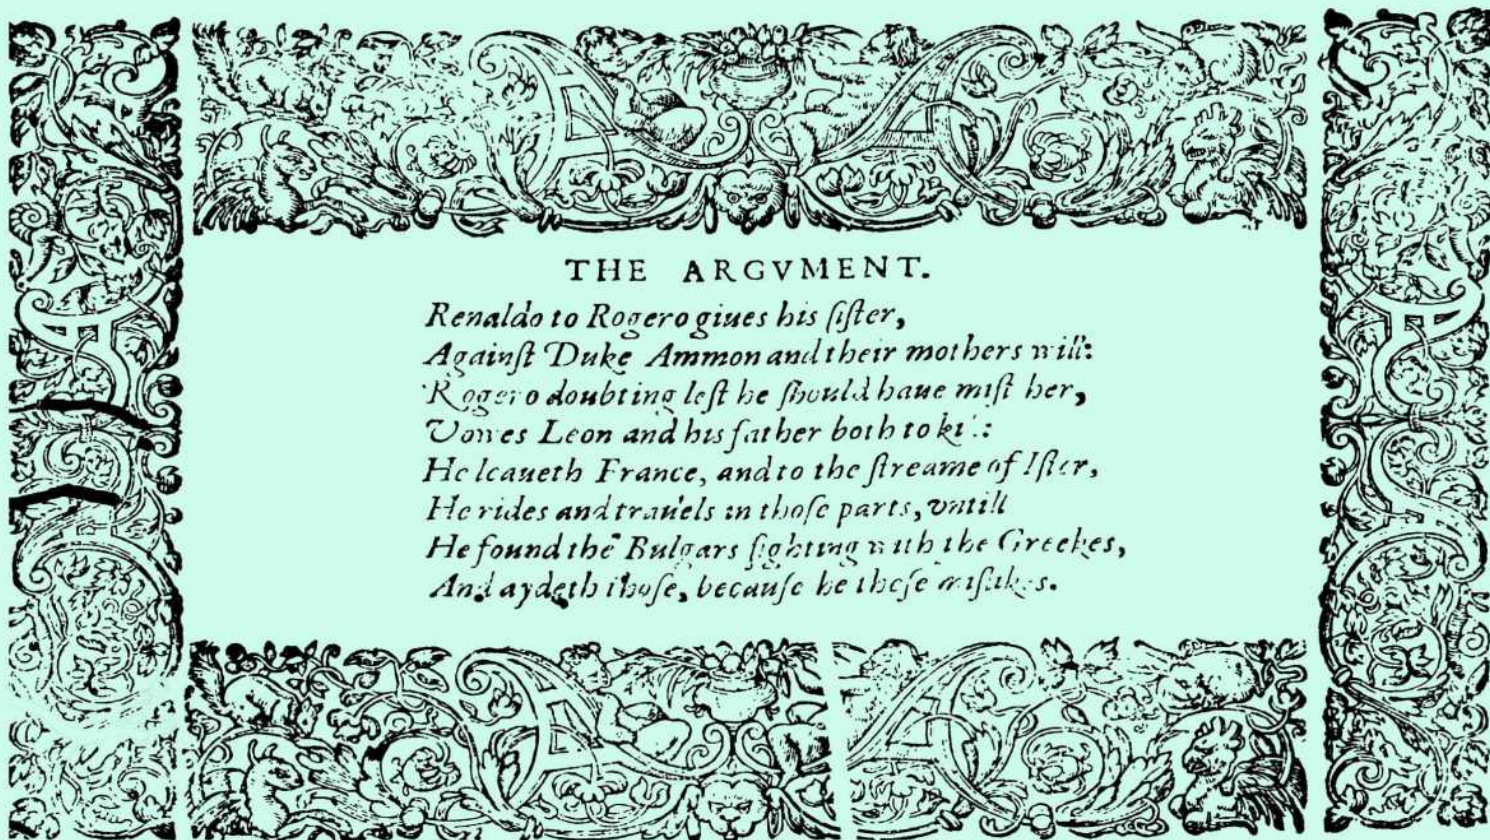 THE ARGVMENT.
Renaldo to Rogero giues his ſiſter,
Againſt Duke Ammon and their mothers will:
Rogero doubting leſt he ſhould haue miſt her,
Vowes Leon and his father both to
He leaueth France, and to the ſtreame of Iſter,
He rides and trauels in thoſe parts, vntill
He found the Bulgars fighting with the Greekes,
And aydeth thoſe, becauſe he theſe